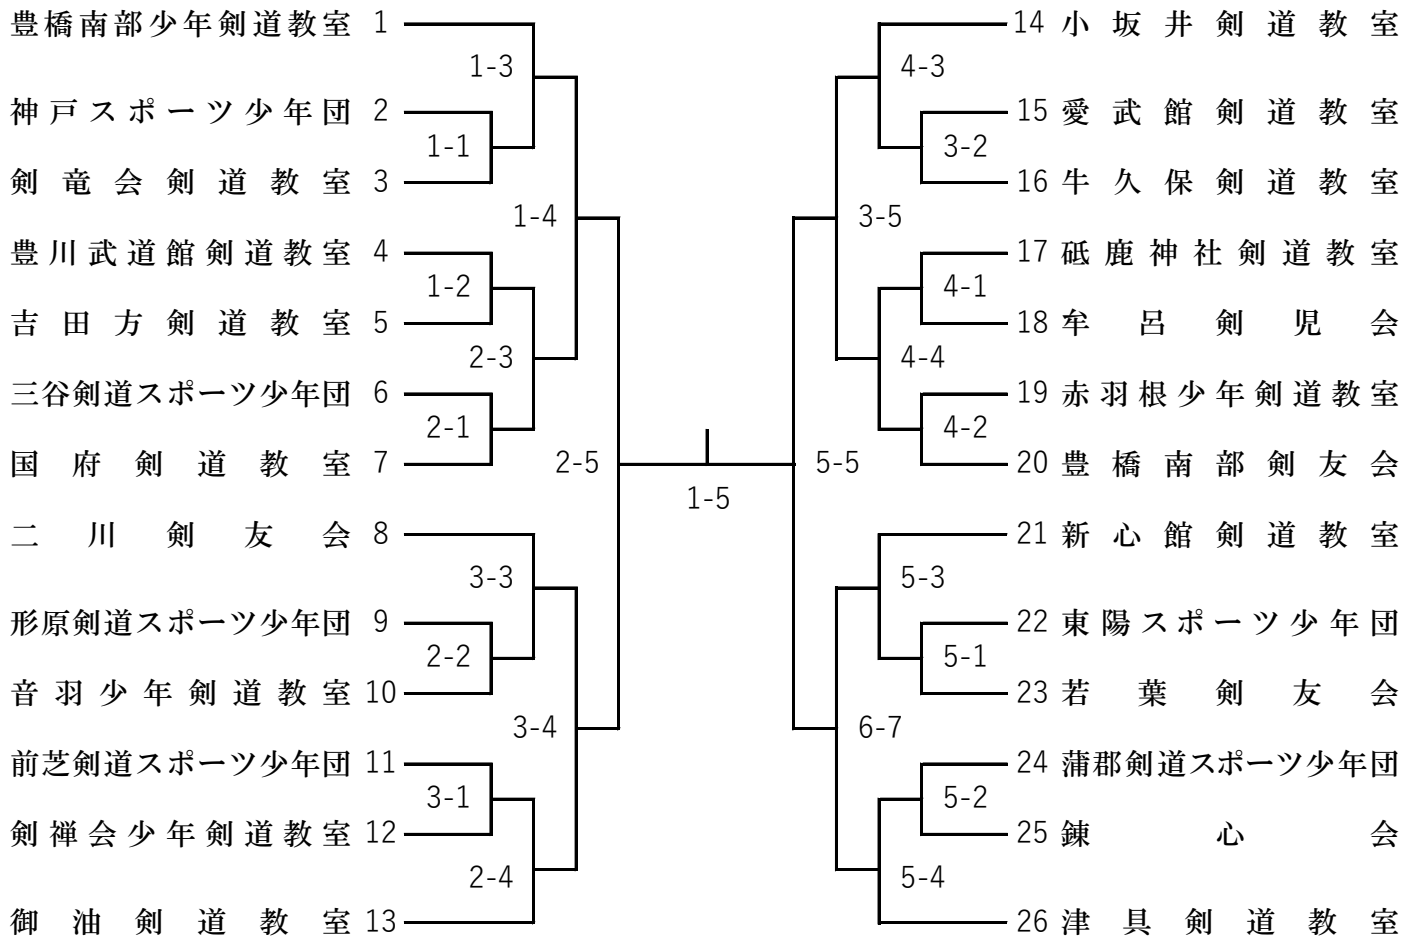 豊橋南部少年剣道教室 1
1-3
神戸スポーツ少年団 2
1-1
剣竜会剣道教室 3
1-4
豊川武道館剣道教室 4
1-2
吉田方剣道教室 5
2-3
三谷剣道スポーツ少年団 6
2-1
国府剣道教室 7
2-5
二川剣友会 8
3-3
形原剣道スポーツ少年団 9
2-2
音羽少年剣道教室 10
3-4
前芝剣道スポーツ少年団 11
3-1
剣禅会少年剣道教室 12
2-4
御油剣道教室 13
1-5
14 小坂井剣道教室
4-3
15 愛武館剣道教室
3-2
16 牛久保剣道教室
3-5
17 砥鹿神社剣道教室
4-1
18 牟呂剣児会
4-4
19 赤羽根少年剣道教室
4-2
20 豊橋南部剣友会
5-5
21 新心館剣道教室
5-3
22 東陽スポーツ少年団
5-1
23 若葉剣友会
6-7
24 蒲郡剣道スポーツ少年団
5-2
25 錬心会
5-4
26 津具剣道教室